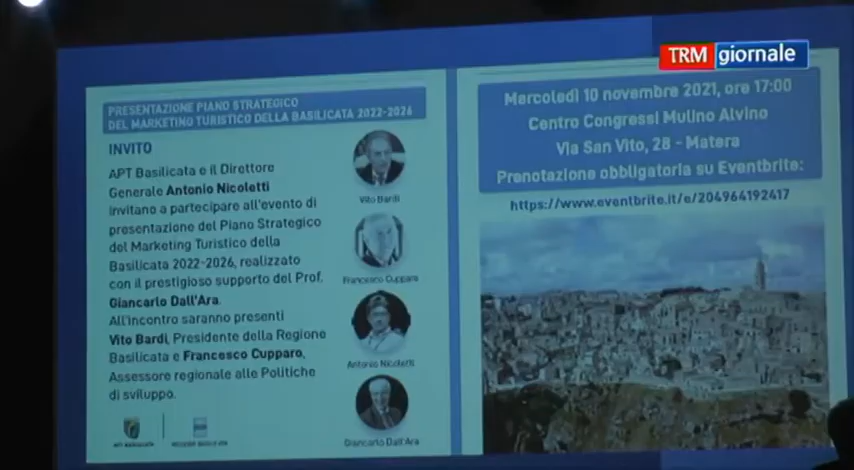 TRM giornale
PRESENTAZIONE PIANO STRATEGICO
DEL MARKETING TURISTICO DELLA BASILICATA 2022-2026
INVITO
APT Basilicata e il Direttore
Generale Antonio Nicoletti
invitano a partecipare all'evento di
presentazione del Piano Strategico
del Marketing Turistico della
Basilicata 2022-2026, realizzato
con il prestigioso supporto del Prof.
Giancarlo Dall'Ara.
All'incontro saranno presenti
Vito Bardi, Presidente della Regione
Basilicata e Francesco Cupparo,
Assessore regionale alle Politiche
di sviluppo.
APT BASILICATA
REGIONE BASILICATA
Vito Bardi
Francesco Cupparo
Antonio Nicoletti
Giancarlo Dall'Ara
Mercoledì 10 novembre 2021, ore 17:00
Centro Congressi Mulino Alvino
Via San Vito, 28 - Matera
Prenotazione obbligatoria su Eventbrite:
https://www.eventbrite.it/e/204964192417